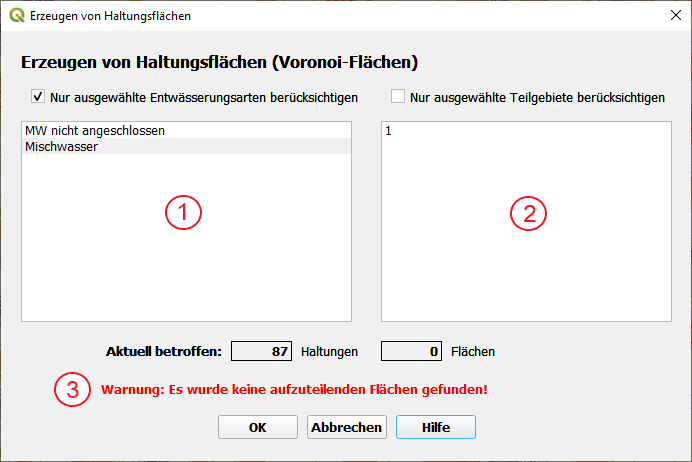 Erzeugen von Haltungsflächen
Erzeugen von Haltungsflächen (Voronoi-Flächen)
Nur ausgewählte Entwässerungsarten berücksichtigen
Nur ausgewählte Teilgebiete berücksichtigen
MW nicht angeschlossen
Mischwasser
1
1
2
Aktuell betroffen: 87 Haltungen 0 Flächen
3 Warnung: Es wurde keine aufzuteilenden Flächen gefunden!
OK Abbrechen Hilfe